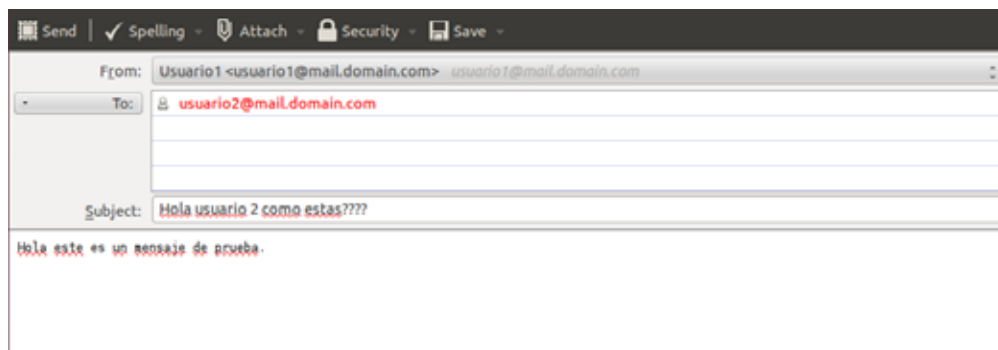 Send Spelling Attach Security Save
From: Usuario1 <usuario1@mail.domain.com> usuario1@mail.domain.com
To: usuario2@mail.domain.com
Subject: Hola usuario 2 como estas????
Hola este es un mensaje de prueba.